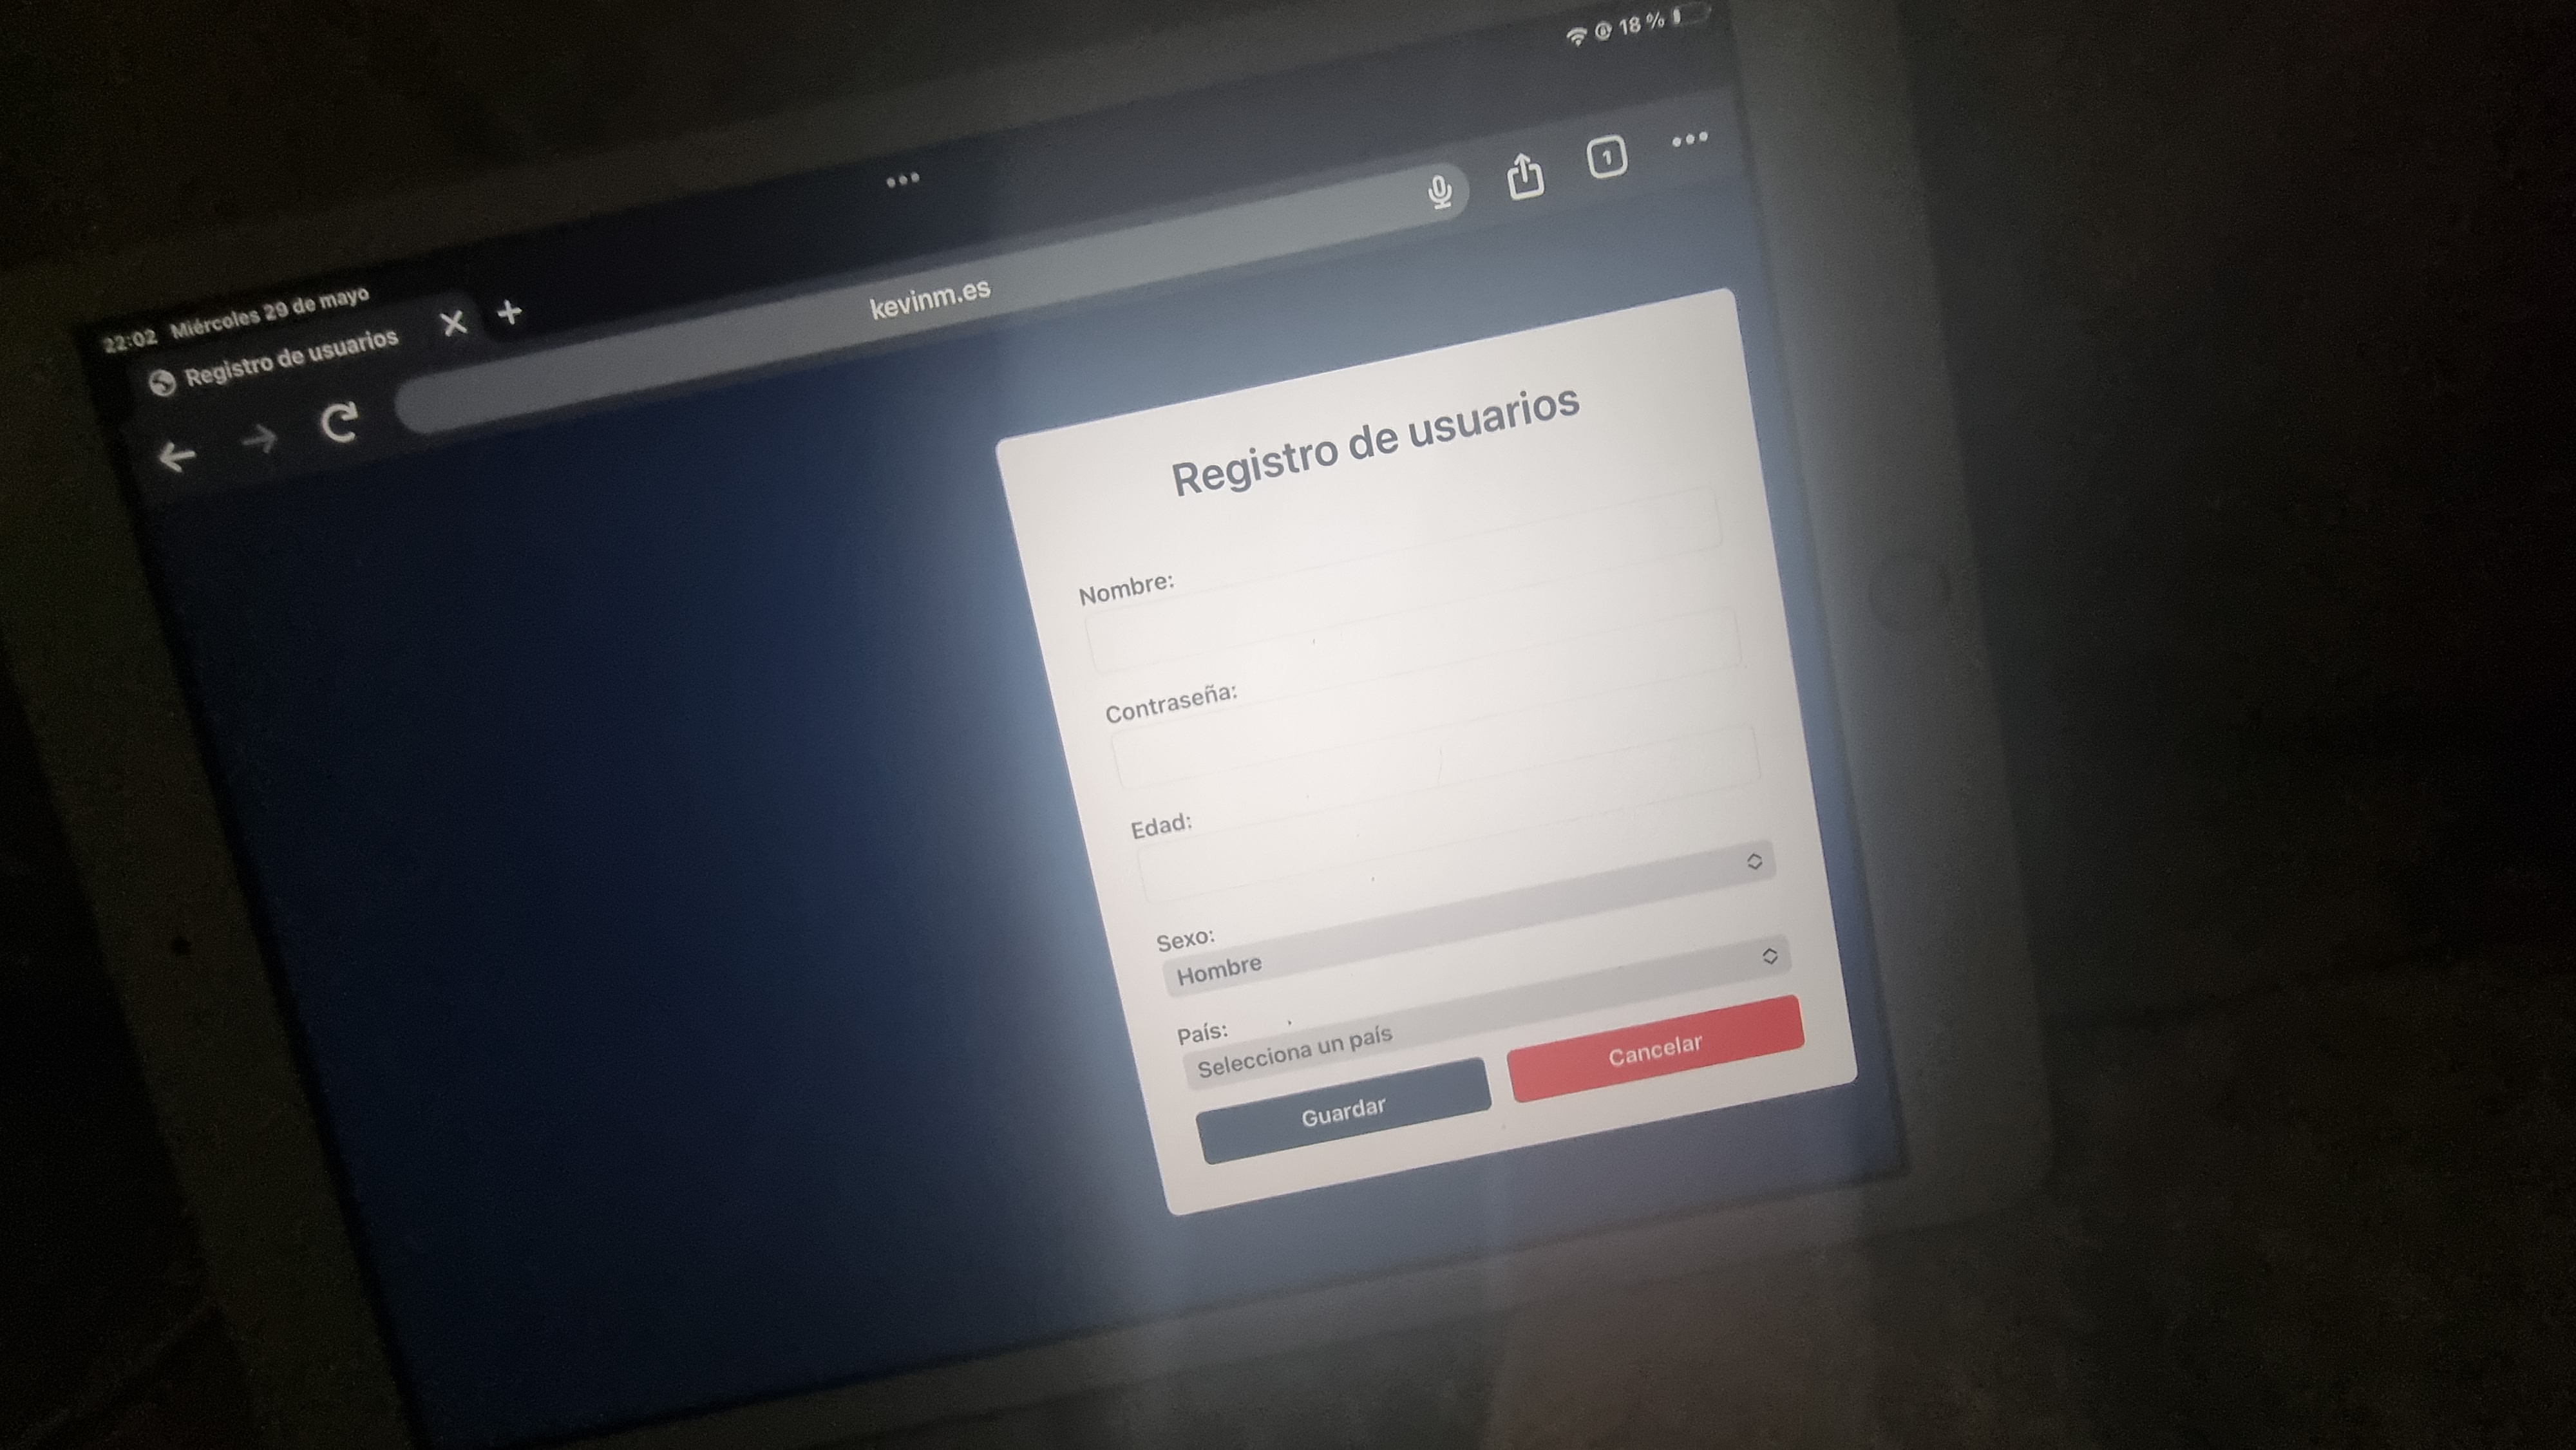 22:02 Miércoles 29 de mayo
18 %
Registro de usuarios
kevinm.es
1
Registro de usuarios
Nombre:
Contraseña:
Edad:
Sexo:
Hombre
País:
Selecciona un país
Guardar
Cancelar